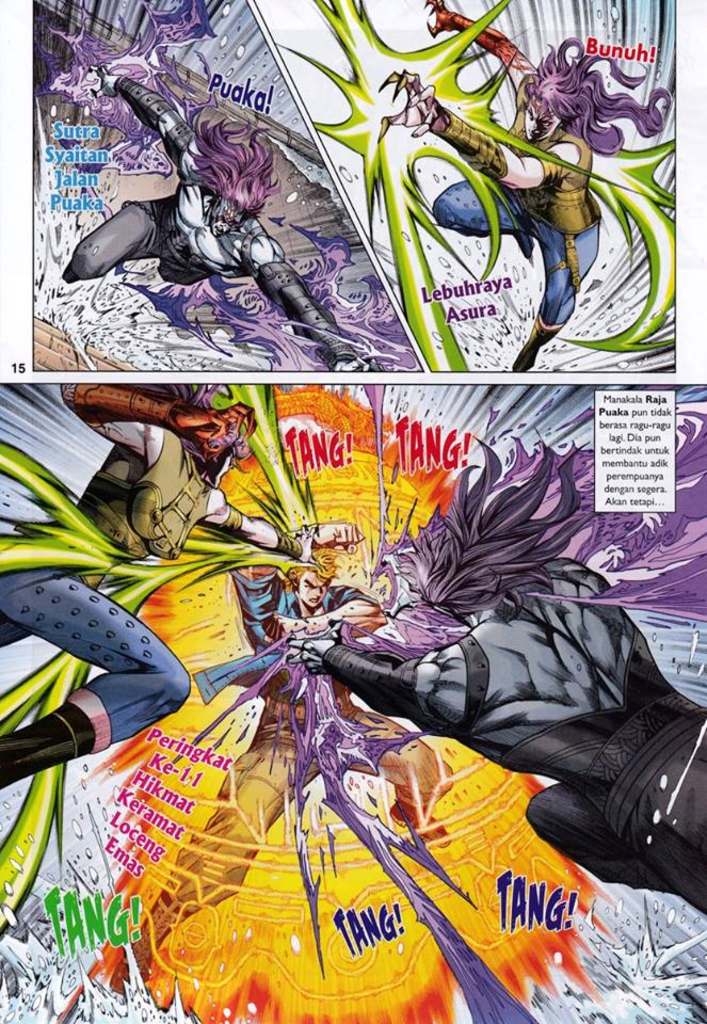 Puaka!
Sutra
Syaitan
Jalan
Puaka
Bunuh!
Lebuhraya
Asura
15
Manakala Raja
Puaka pun tidak
berasa ragu-ragu
lagi. Dia pun
bertindak untuk
membantu adik
perempuannya
dengan segera.
Akan tetapi...
TANG!
TANG!
Peringkat
Ke-11
Hikmat
Keramat
Loceng
Emas
TANG!
TANG!
TANG!